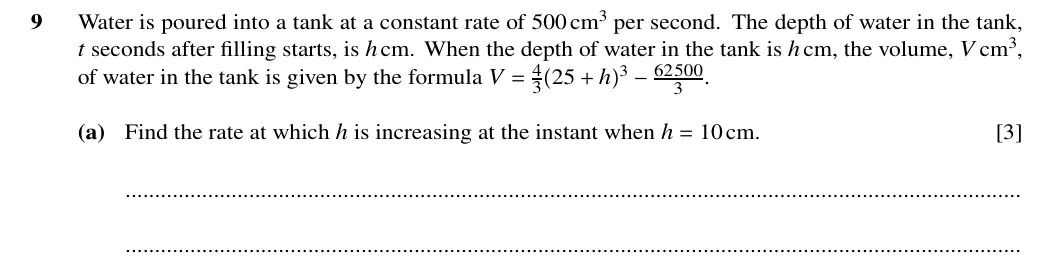 9 Water is poured into a tank at a constant rate of 500 cm³ per second. The depth of water in the tank,
t seconds after filling starts, is h cm. When the depth of water in the tank is h cm, the volume, V cm³,
of water in the tank is given by the formula V = 4/3(25 + h)³ − 62500/3.
(a) Find the rate at which h is increasing at the instant when h = 10 cm. [3]